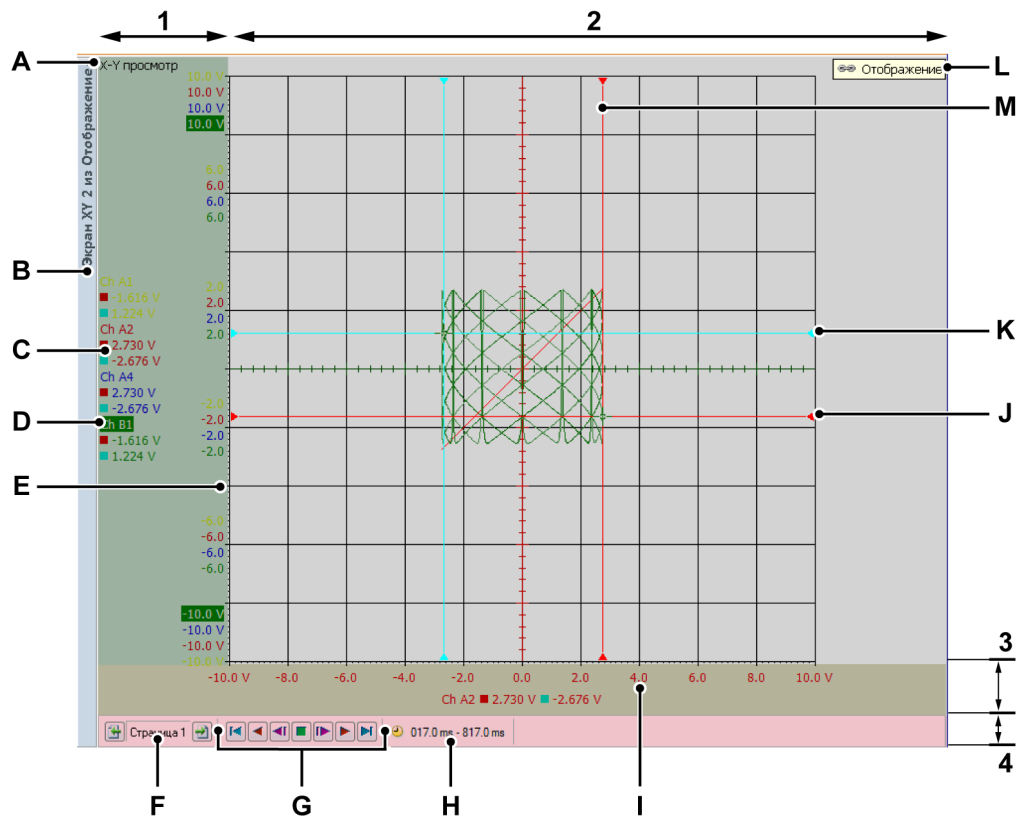 1
2
A
X-Y просмотр
Отображение
L
M
Экран XY 2 из Отображение
10.0 V
10.0 V
10.0 V
10.0 V
6.0
6.0
6.0
6.0
B
Ch A1
-1.616 V
1.224 V
Ch A2
2.730 V
-2.676 V
Ch A4
2.730 V
-2.676 V
Ch B1
-1.616 V
1.224 V
C
D
2.0
2.0
2.0
2.0
K
-2.0
-2.0
-2.0
-2.0
J
E
-6.0
-6.0
-6.0
-6.0
-10.0 V
-10.0 V
-10.0 V
-10.0 V
3
-10.0 V
-8.0
-6.0
-4.0
-2.0
0.0
2.0
4.0
6.0
8.0
10.0 V
Ch A2 2.730 V -2.676 V
Страница 1
017.0 ms - 817.0 ms
4
F
G
H
I